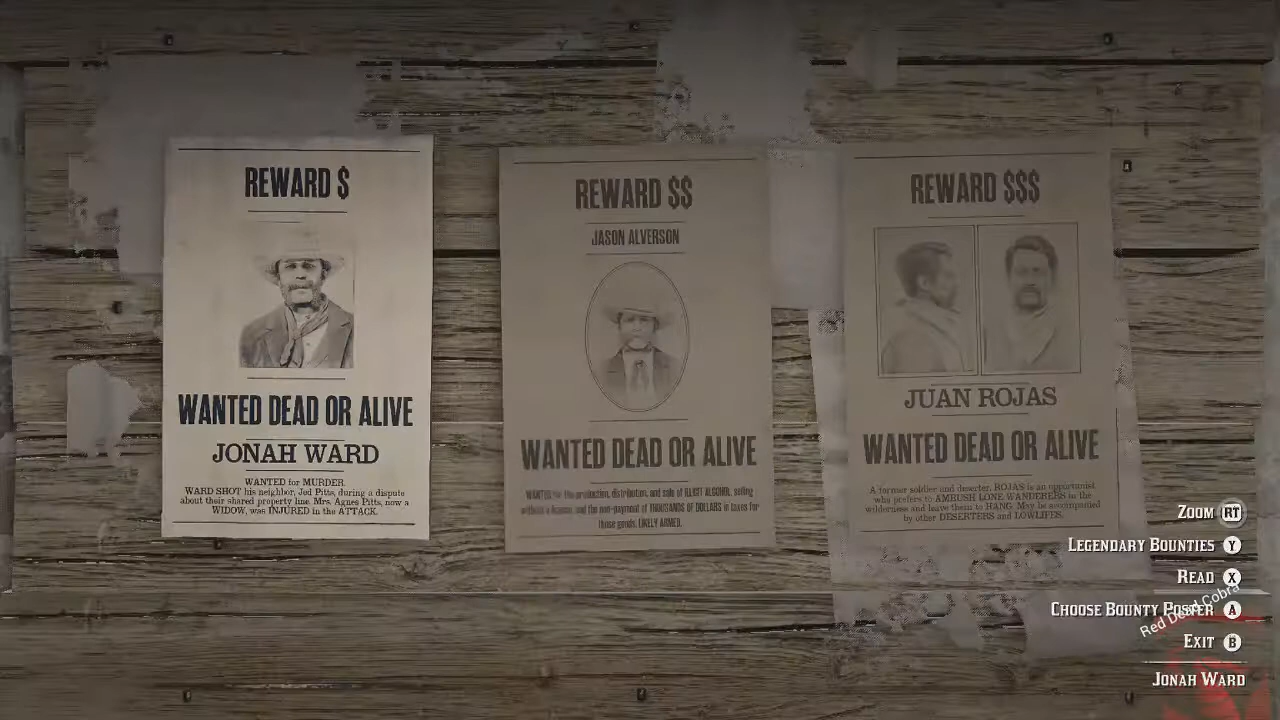 REWARD $
WANTED DEAD OR ALIVE
JONAH WARD
WANTED for MURDER.
WARD SHOT his neighbor, Jed Pitts, during a dispute
about their shared property line. Mrs. Agnes Pitts, now a
WIDOW, was INJURED in the ATTACK.
REWARD $$
JASON ALVERSON
WANTED DEAD OR ALIVE
WANTED for the production, distribution, and sale of ILLICIT ALCOHOL, selling
without a license, and the non-payment of THOUSANDS OF DOLLARS in taxes for
those goods. LIKELY ARMED.
REWARD $$$
JUAN ROJAS
WANTED DEAD OR ALIVE
A former soldier and deserter, ROJAS is an opportunist
who prefers to AMBUSH LONE WANDERERS in the
wilderness and leave them to HANG. May be accompanied
by other DESERTERS and LOWLIFES.
ZOOM RT
LEGENDARY BOUNTIES Y
READ X
CHOOSE BOUNTY POSTER A
Red Dead Cobra
EXIT B
JONAH WARD